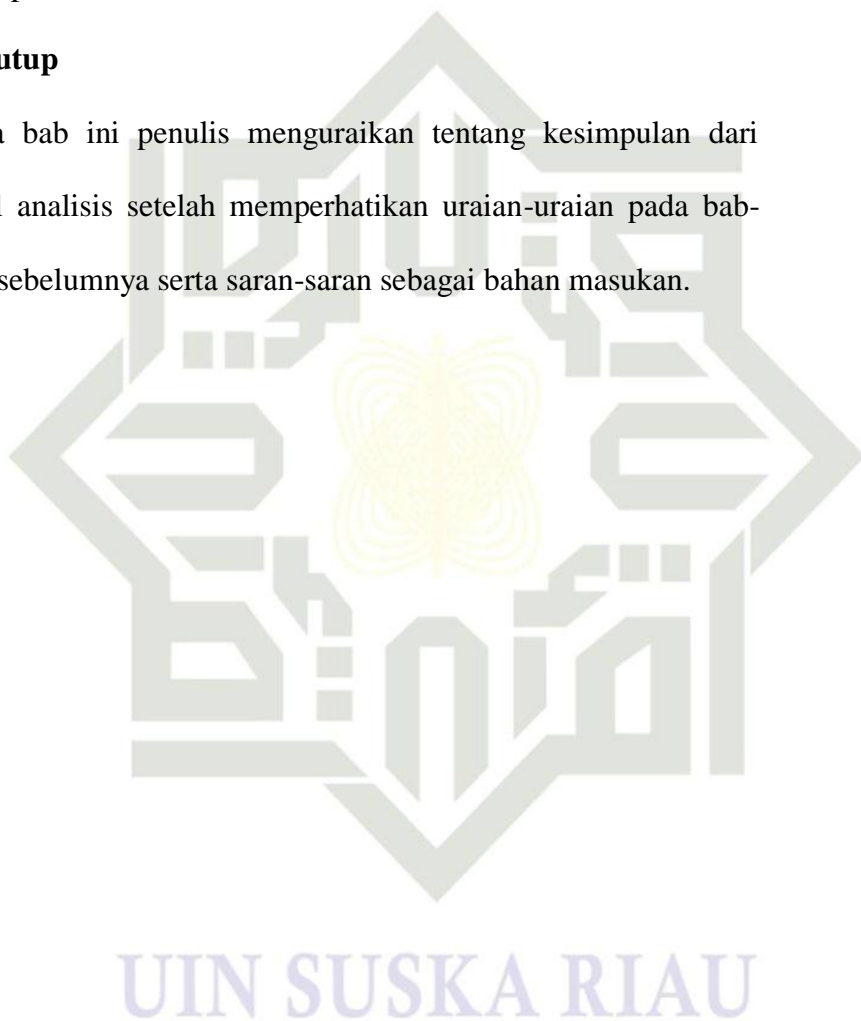 utup
a bab ini penulis menguraikan tentang kesimpulan dari
l analisis setelah memperhatikan uraian-uraian pada bab-
sebelumnya serta saran-saran sebagai bahan masukan.
UIN SUSKA RIAU